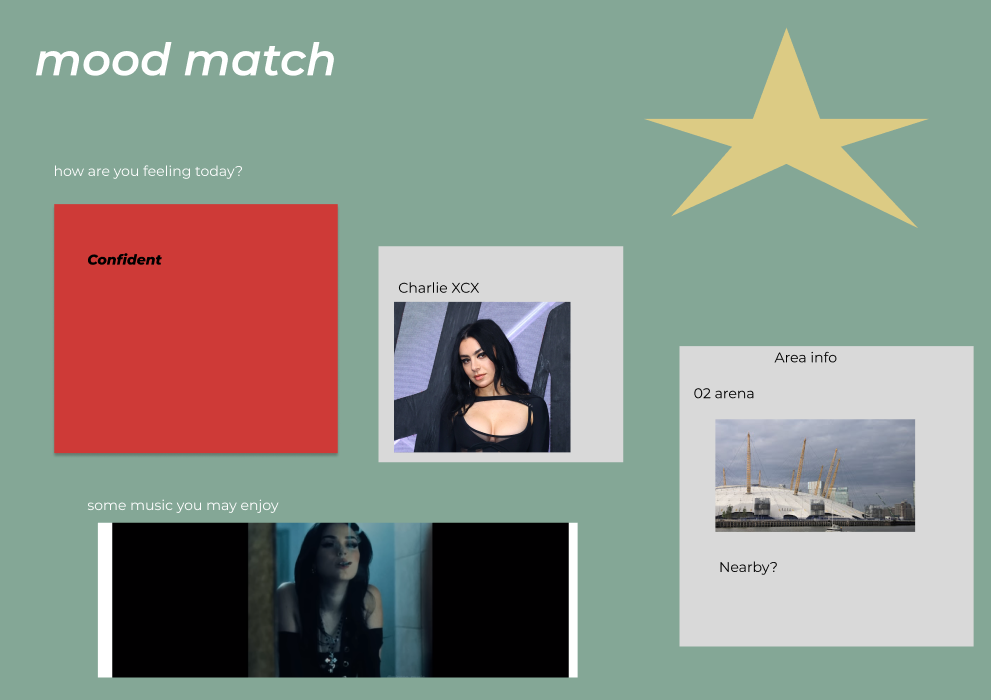 mood match
how are you feeling today?
Confident
Charlie XCX
Area info
02 arena
some music you may enjoy
Nearby?